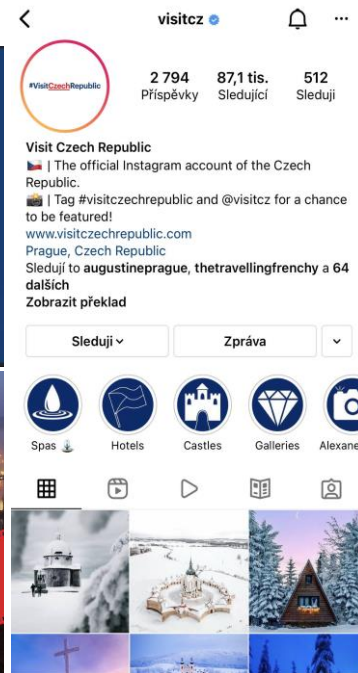 visitcz
#VisitCzechRepublic
2 794 87,1 tis. 512
Příspěvky Sledující Sleduji
Visit Czech Republic
🇨🇿 | The official Instagram account of the Czech
Republic.
📸 | Tag #visitczechrepublic and @visitcz for a chance
to be featured!
www.visitczechrepublic.com
Prague, Czech Republic
Sledují to augustineprague, thetravellingfrenchy a 64
dalších
Zobrazit překlad
Sleduji Zpráva
Spas ⛲ Hotels Castles Galleries Alexane